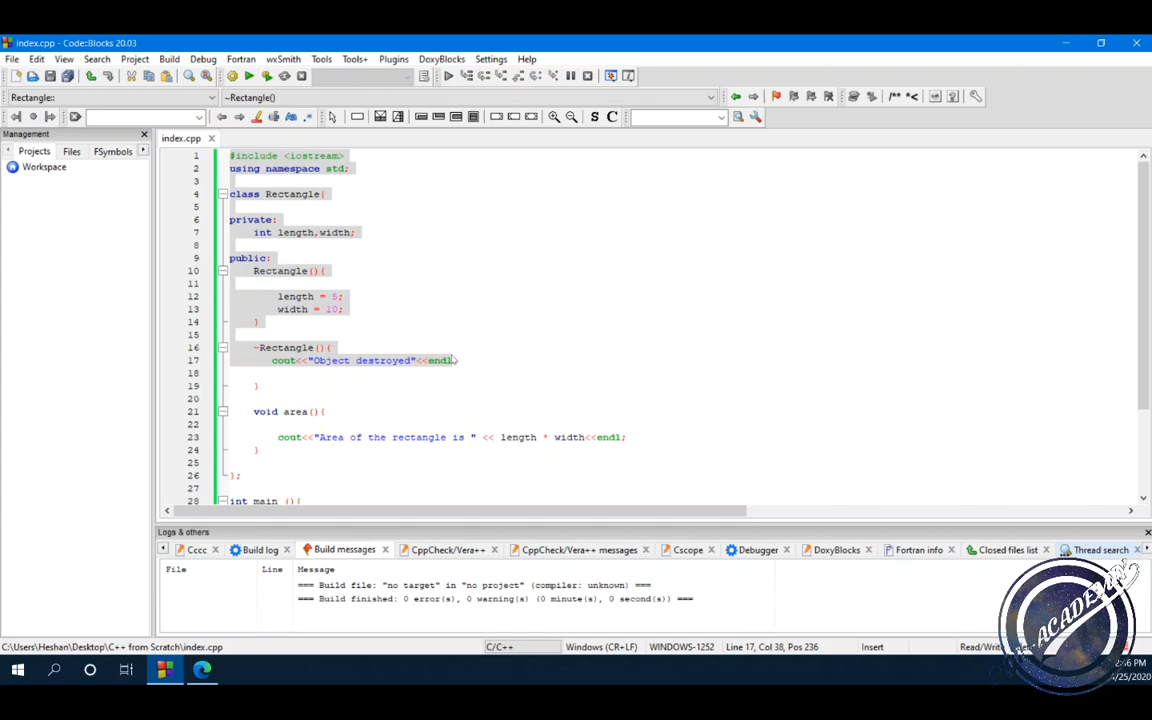 index.cpp - Code::Blocks 20.03
File Edit View Search Project Build Debug Fortran wxSmith Tools Tools+ Plugins DoxyBlocks Settings Help
Rectangle:: ~Rectangle() /** *<
S C
Management
Projects Files FSymbols
Workspace
index.cpp
1 #include <iostream>
2 using namespace std;
3
4 class Rectangle{
5
6 private:
7 int length,width;
8
9 public:
10 Rectangle(){
11
12 length = 5;
13 width = 10;
14 }
15
16 ~Rectangle(){
17 cout<<"Object destroyed"<<endl
18
19 }
20
21 void area(){
22
23 cout<<"Area of the rectangle is " << length * width<<endl;
24 }
25
26 };
27
28 int main (){
Logs & others
Cccc Build log Build messages CppCheck/Vera++ CppCheck/Vera++ messages Cscope Debugger DoxyBlocks Fortran info Closed files list Thread search
File Line Message
=== Build file: "no target" in "no project" (compiler: unknown) ===
=== Build finished: 0 error(s), 0 warning(s) (0 minute(s), 0 second(s)) ===
ACADEMY
C:\Users\Heshan\Desktop\C++ from Scratch\index.cpp C/C++ Windows (CR+LF) WINDOWS-1252 Line 17, Col 38, Pos 236 Insert Read/Write
:46 PM
/25/2020